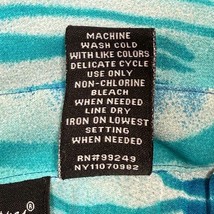 MACHINE
WASH COLD
WITH LIKE COLORS
DELICATE CYCLE
USE ONLY
NON-CHLORINE
BLEACH
WHEN NEEDED
LINE DRY
IRON ON LOWEST
SETTING
WHEN NEEDED
RN#99249
NY11070982